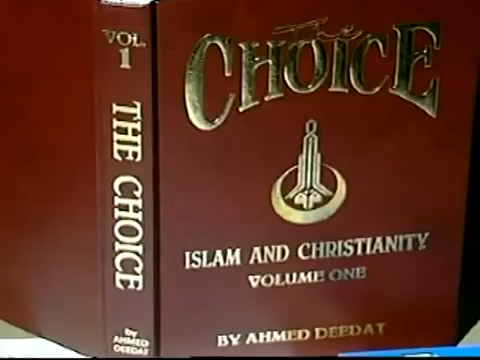 VOL.
1
THE CHOICE
by
AHMED
DEEDAT
The
CHOICE
ISLAM AND CHRISTIANITY
VOLUME ONE
BY AHMED DEEDAT